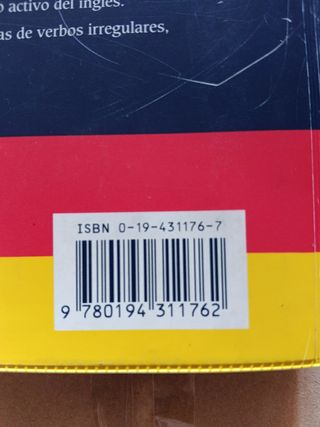 activo del inglés.
as de verbos irregulares,
ISBN 0-19-431176-7
9 780194 311762